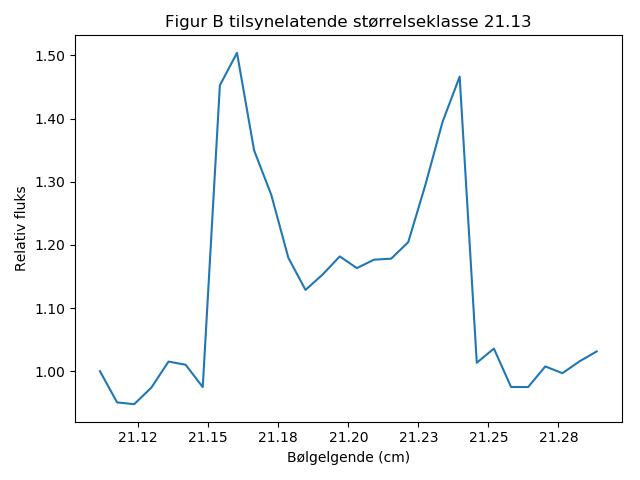 Figur B tilsynelatende størrelseklasse 21.13
1.50
1.40
1.30
1.20
1.10
1.00
Relativ fluks
21.12 21.15 21.18 21.20 21.23 21.25 21.28
Bølgelgende (cm)